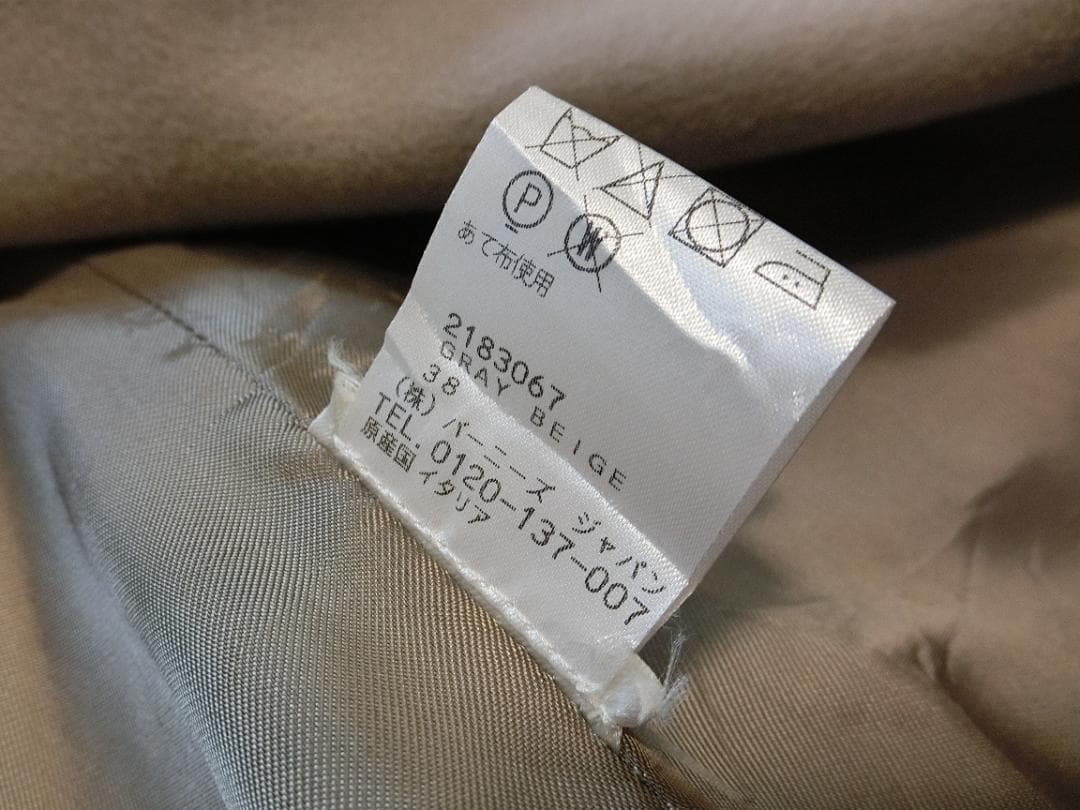 P W
あて布使用
2183067
GRAY BEIGE
38
(株) バーニーズ ジャパン
TEL. 0120-137-007
原産国 イタリア